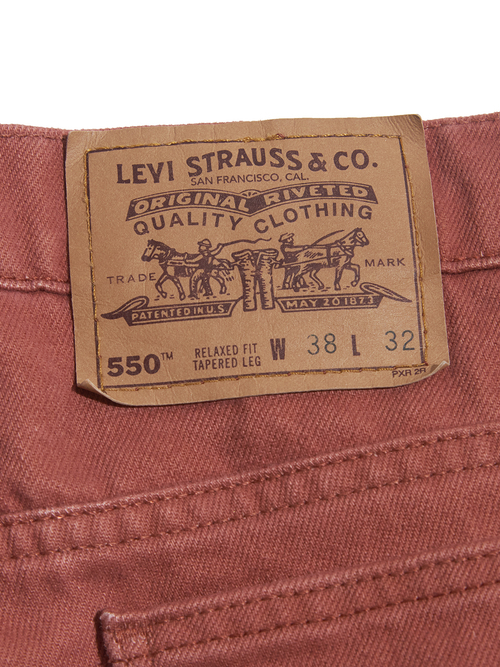 LEVI STRAUSS & CO.
SAN FRANCISCO, CAL.
ORIGINAL RIVETED
QUALITY CLOTHING
TRADE MARK
PATENTED IN U.S MAY 20 1873
550™ RELAXED FIT TAPERED LEG W 38 L 32
PXR 2R